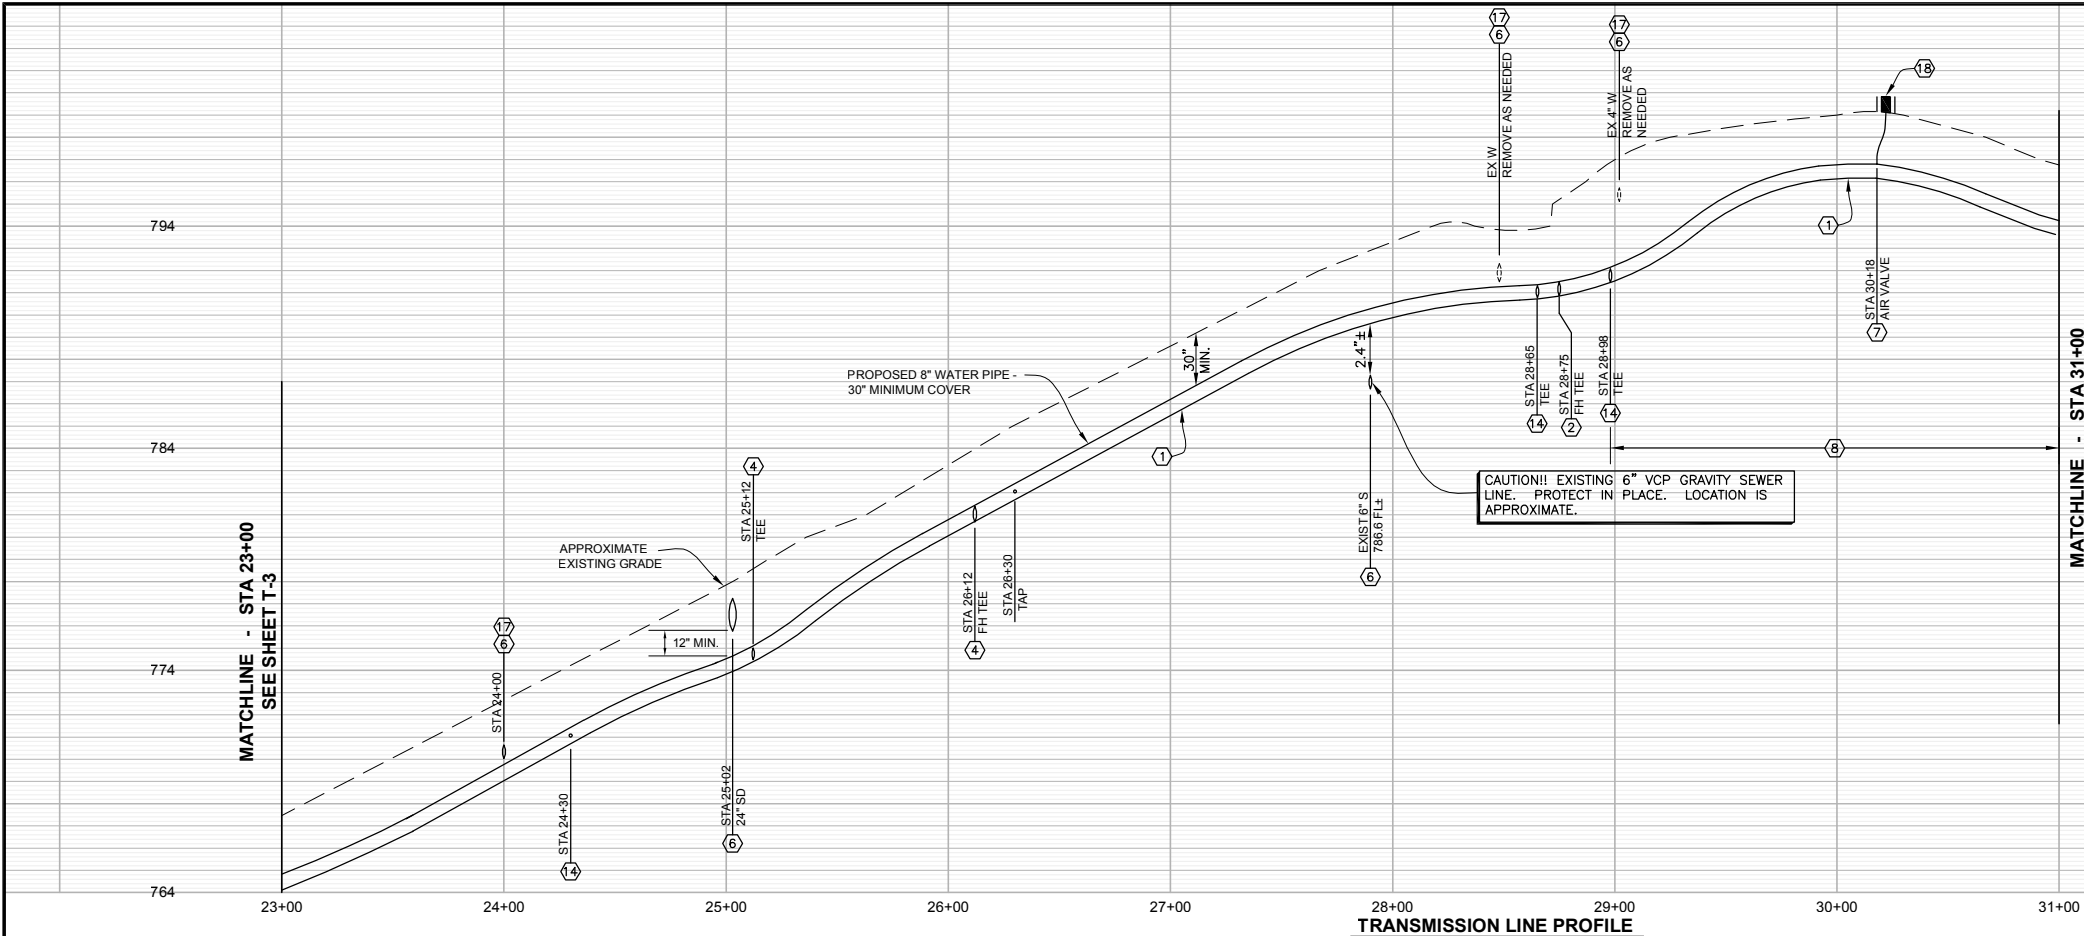 17
6
EX W
REMOVE AS NEEDED
17
6
EX 4" W
REMOVE AS
NEEDED
18
794
1
STA 30+18
AIR VALVE
7
30"
MIN.
2.4" ±
PROPOSED 8" WATER PIPE -
30" MINIMUM COVER
STA 28+65
TEE
14
STA 28+75
FH TEE
2
STA 28+98
TEE
14
784
1
8
4
STA 25+12
TEE
CAUTION!! EXISTING 6" VCP GRAVITY SEWER
LINE. PROTECT IN PLACE. LOCATION IS
APPROXIMATE.
EXIST 6" S
786.6 FL±
6
APPROXIMATE
EXISTING GRADE
MATCHLINE - STA 23+00
SEE SHEET T-3
MATCHLINE - STA 31+00
STA 26+12
FH TEE
4
STA 26+30
TAP
17
6
STA 24+00
12" MIN.
774
STA 24+30
14
STA 25+02
24" SD
6
764
23+00
24+00
25+00
26+00
27+00
28+00
29+00
30+00
31+00
TRANSMISSION LINE PROFILE